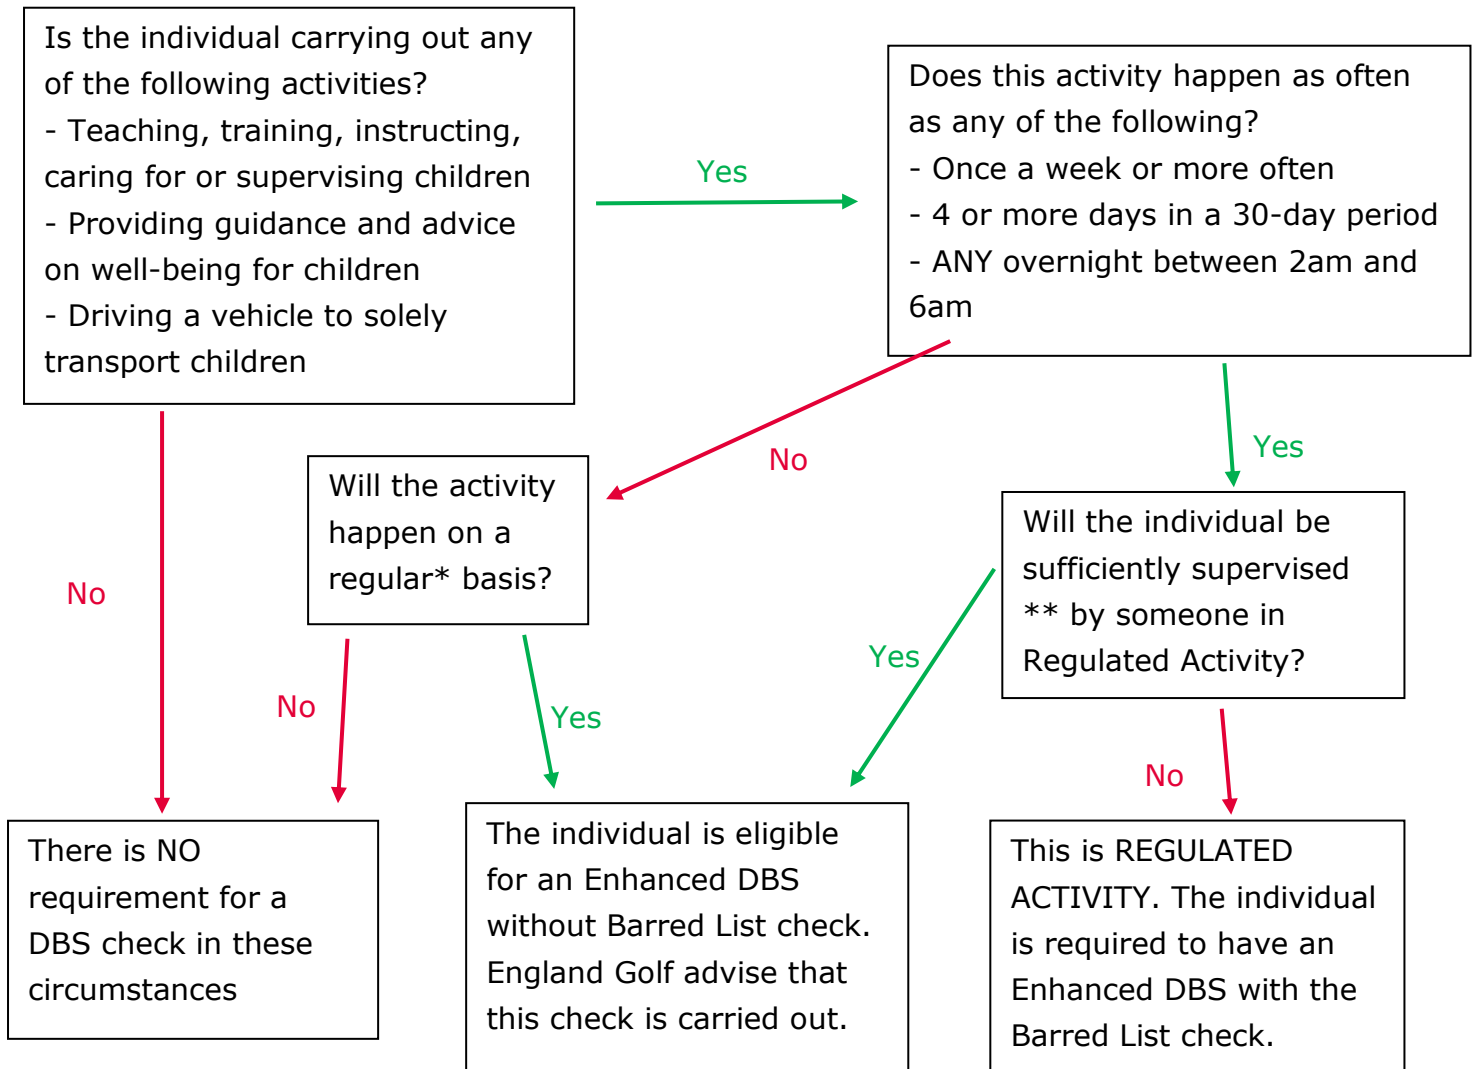 Is the individual carrying out any
of the following activities?
- Teaching, training, instructing,
caring for or supervising children
- Providing guidance and advice
on well-being for children
- Driving a vehicle to solely
transport children
Yes
Does this activity happen as often
as any of the following?
- Once a week or more often
- 4 or more days in a 30-day period
- ANY overnight between 2am and
6am
No
No
Yes
Will the activity
happen on a
regular* basis?
Will the individual be
sufficiently supervised
** by someone in
Regulated Activity?
No
Yes
Yes
No
There is NO
requirement for a
DBS check in these
circumstances
The individual is eligible
for an Enhanced DBS
without Barred List check.
England Golf advise that
this check is carried out.
This is REGULATED
ACTIVITY. The individual
is required to have an
Enhanced DBS with the
Barred List check.